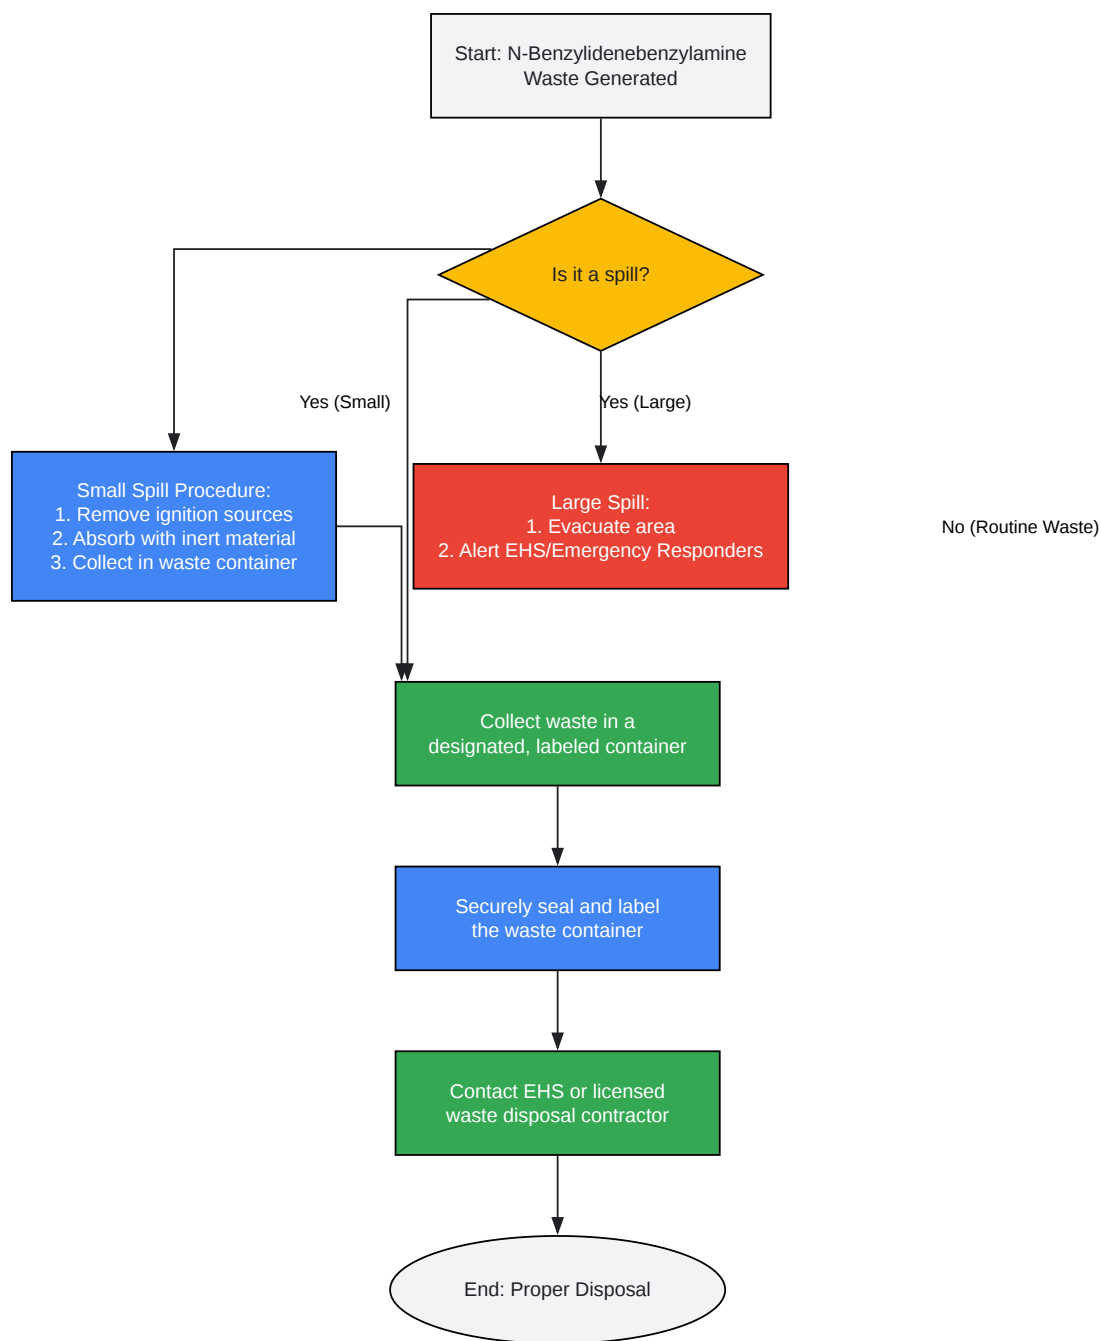 Start: N-Benzylidenebenzylamine
Waste Generated
Is it a spill?
Yes (Small)
Yes (Large)
Small Spill Procedure:
1. Remove ignition sources
2. Absorb with inert material
3. Collect in waste container
Large Spill:
1. Evacuate area
2. Alert EHS/Emergency Responders
No (Routine Waste)
Collect waste in a
designated, labeled container
Securely seal and label
the waste container
Contact EHS or licensed
waste disposal contractor
End: Proper Disposal